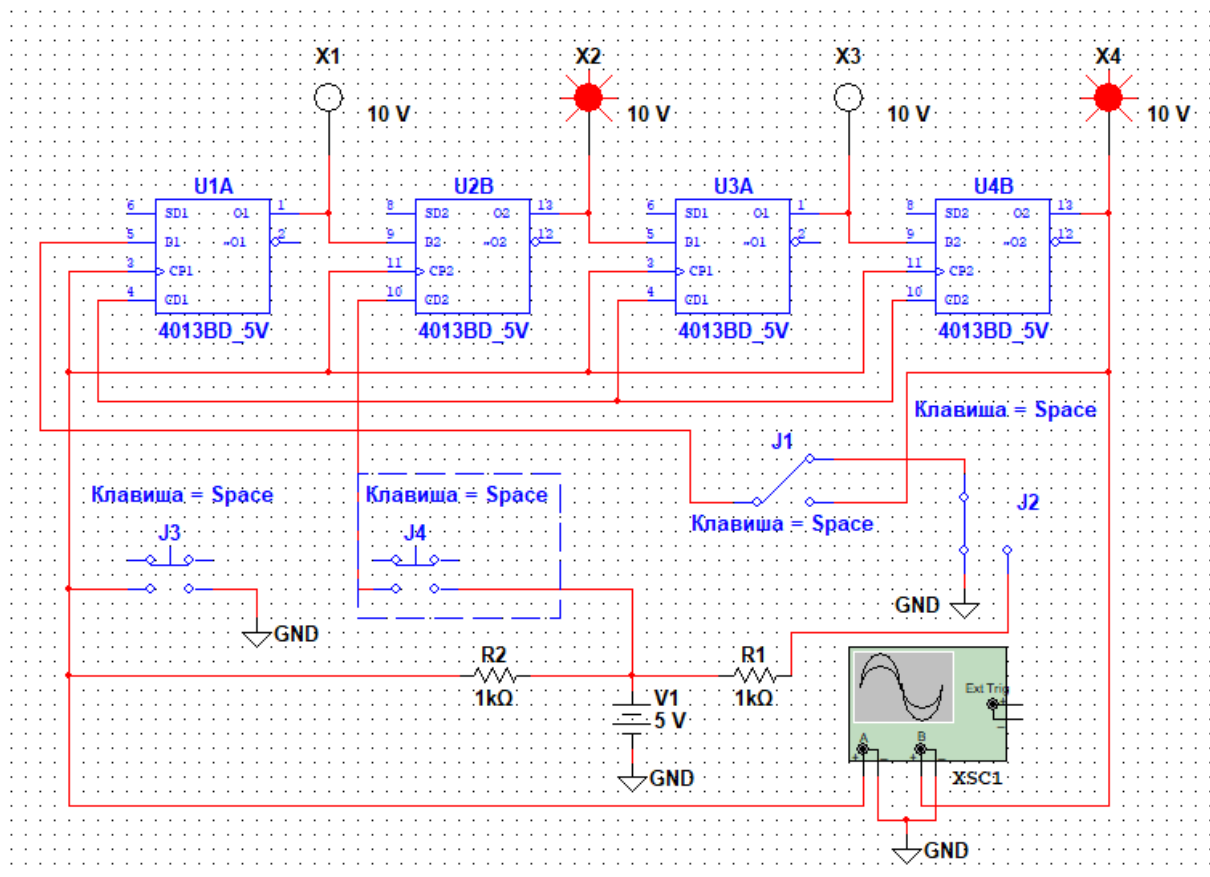 X1 X2 X3 X4
10 V 10 V 10 V 10 V
U1A U2B U3A U4B
6 SD1 O1 1 8 SD2 O2 13 6 SD1 O1 1 8 SD2 O2 13
5 D1 ~O1 2 9 D2 ~O2 12 5 D1 ~O1 2 9 D2 ~O2 12
3 CP1 11 CP2 3 CP1 11 CP2
4 CD1 10 CD2 4 CD1 10 CD2
4013BD_5V 4013BD_5V 4013BD_5V 4013BD_5V
Клавиша = Space
J1
Клавиша = Space Клавиша = Space J2
Клавиша = Space
J3 J4
GND
GND
R2 R1
1kΩ V1 1kΩ
5 V
Ext Trig
+
-
A B
+ - + -
GND XSC1
GND